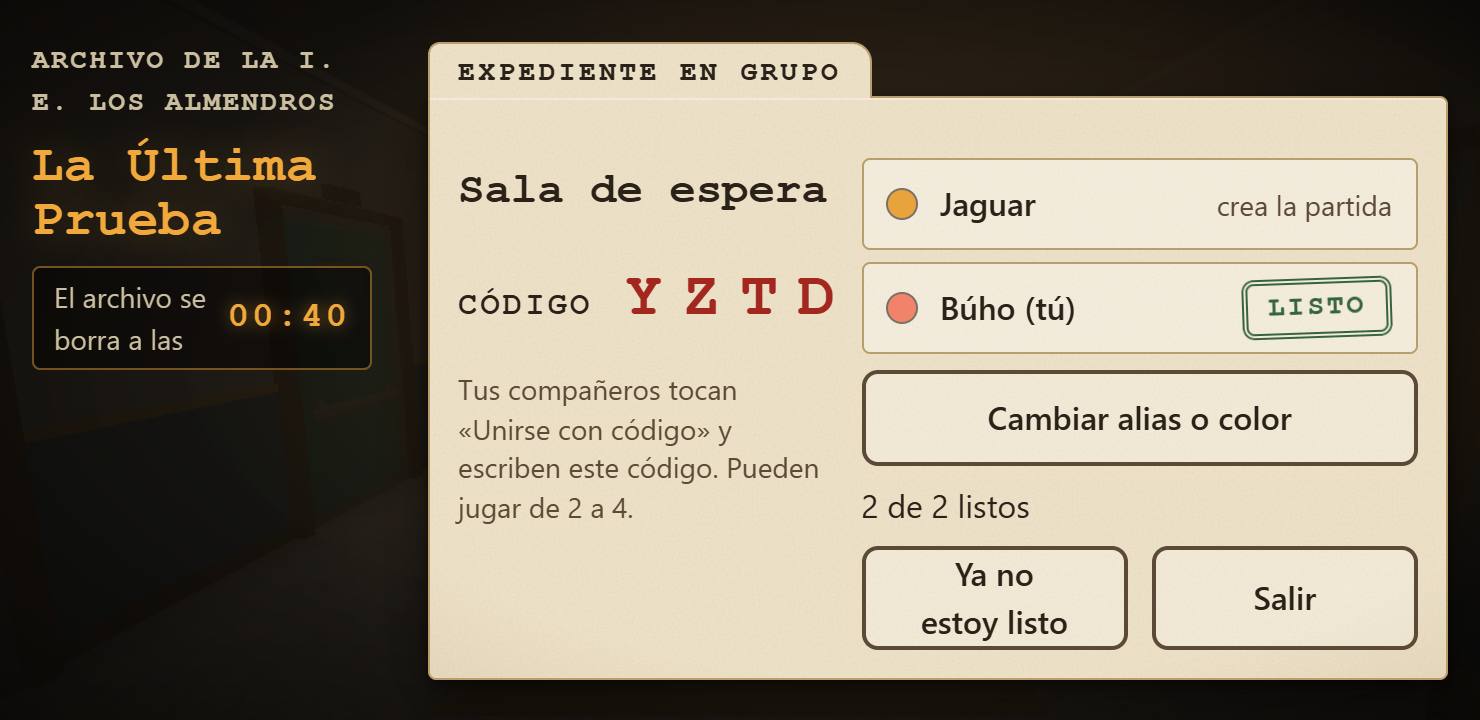 ARCHIVO DE LA I.
E. LOS ALMENDROS
La Última
Prueba
El archivo se
borra a las
00:40
EXPEDIENTE EN GRUPO
Sala de espera
CÓDIGO YZTD
Tus compañeros tocan
«Unirse con código» y
escriben este código. Pueden
jugar de 2 a 4.
Jaguar
crea la partida
Búho (tú)
LISTO
Cambiar alias o color
2 de 2 listos
Ya no
estoy listo
Salir